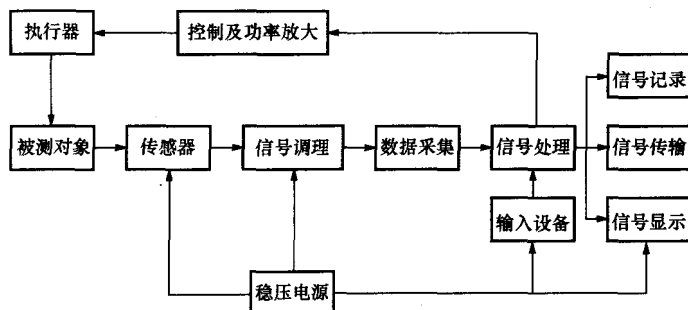 执行器
控制及功率放大
信号记录
被测对象
传感器
信号调理
数据采集
信号处理
信号传输
输入设备
信号显示
稳压电源